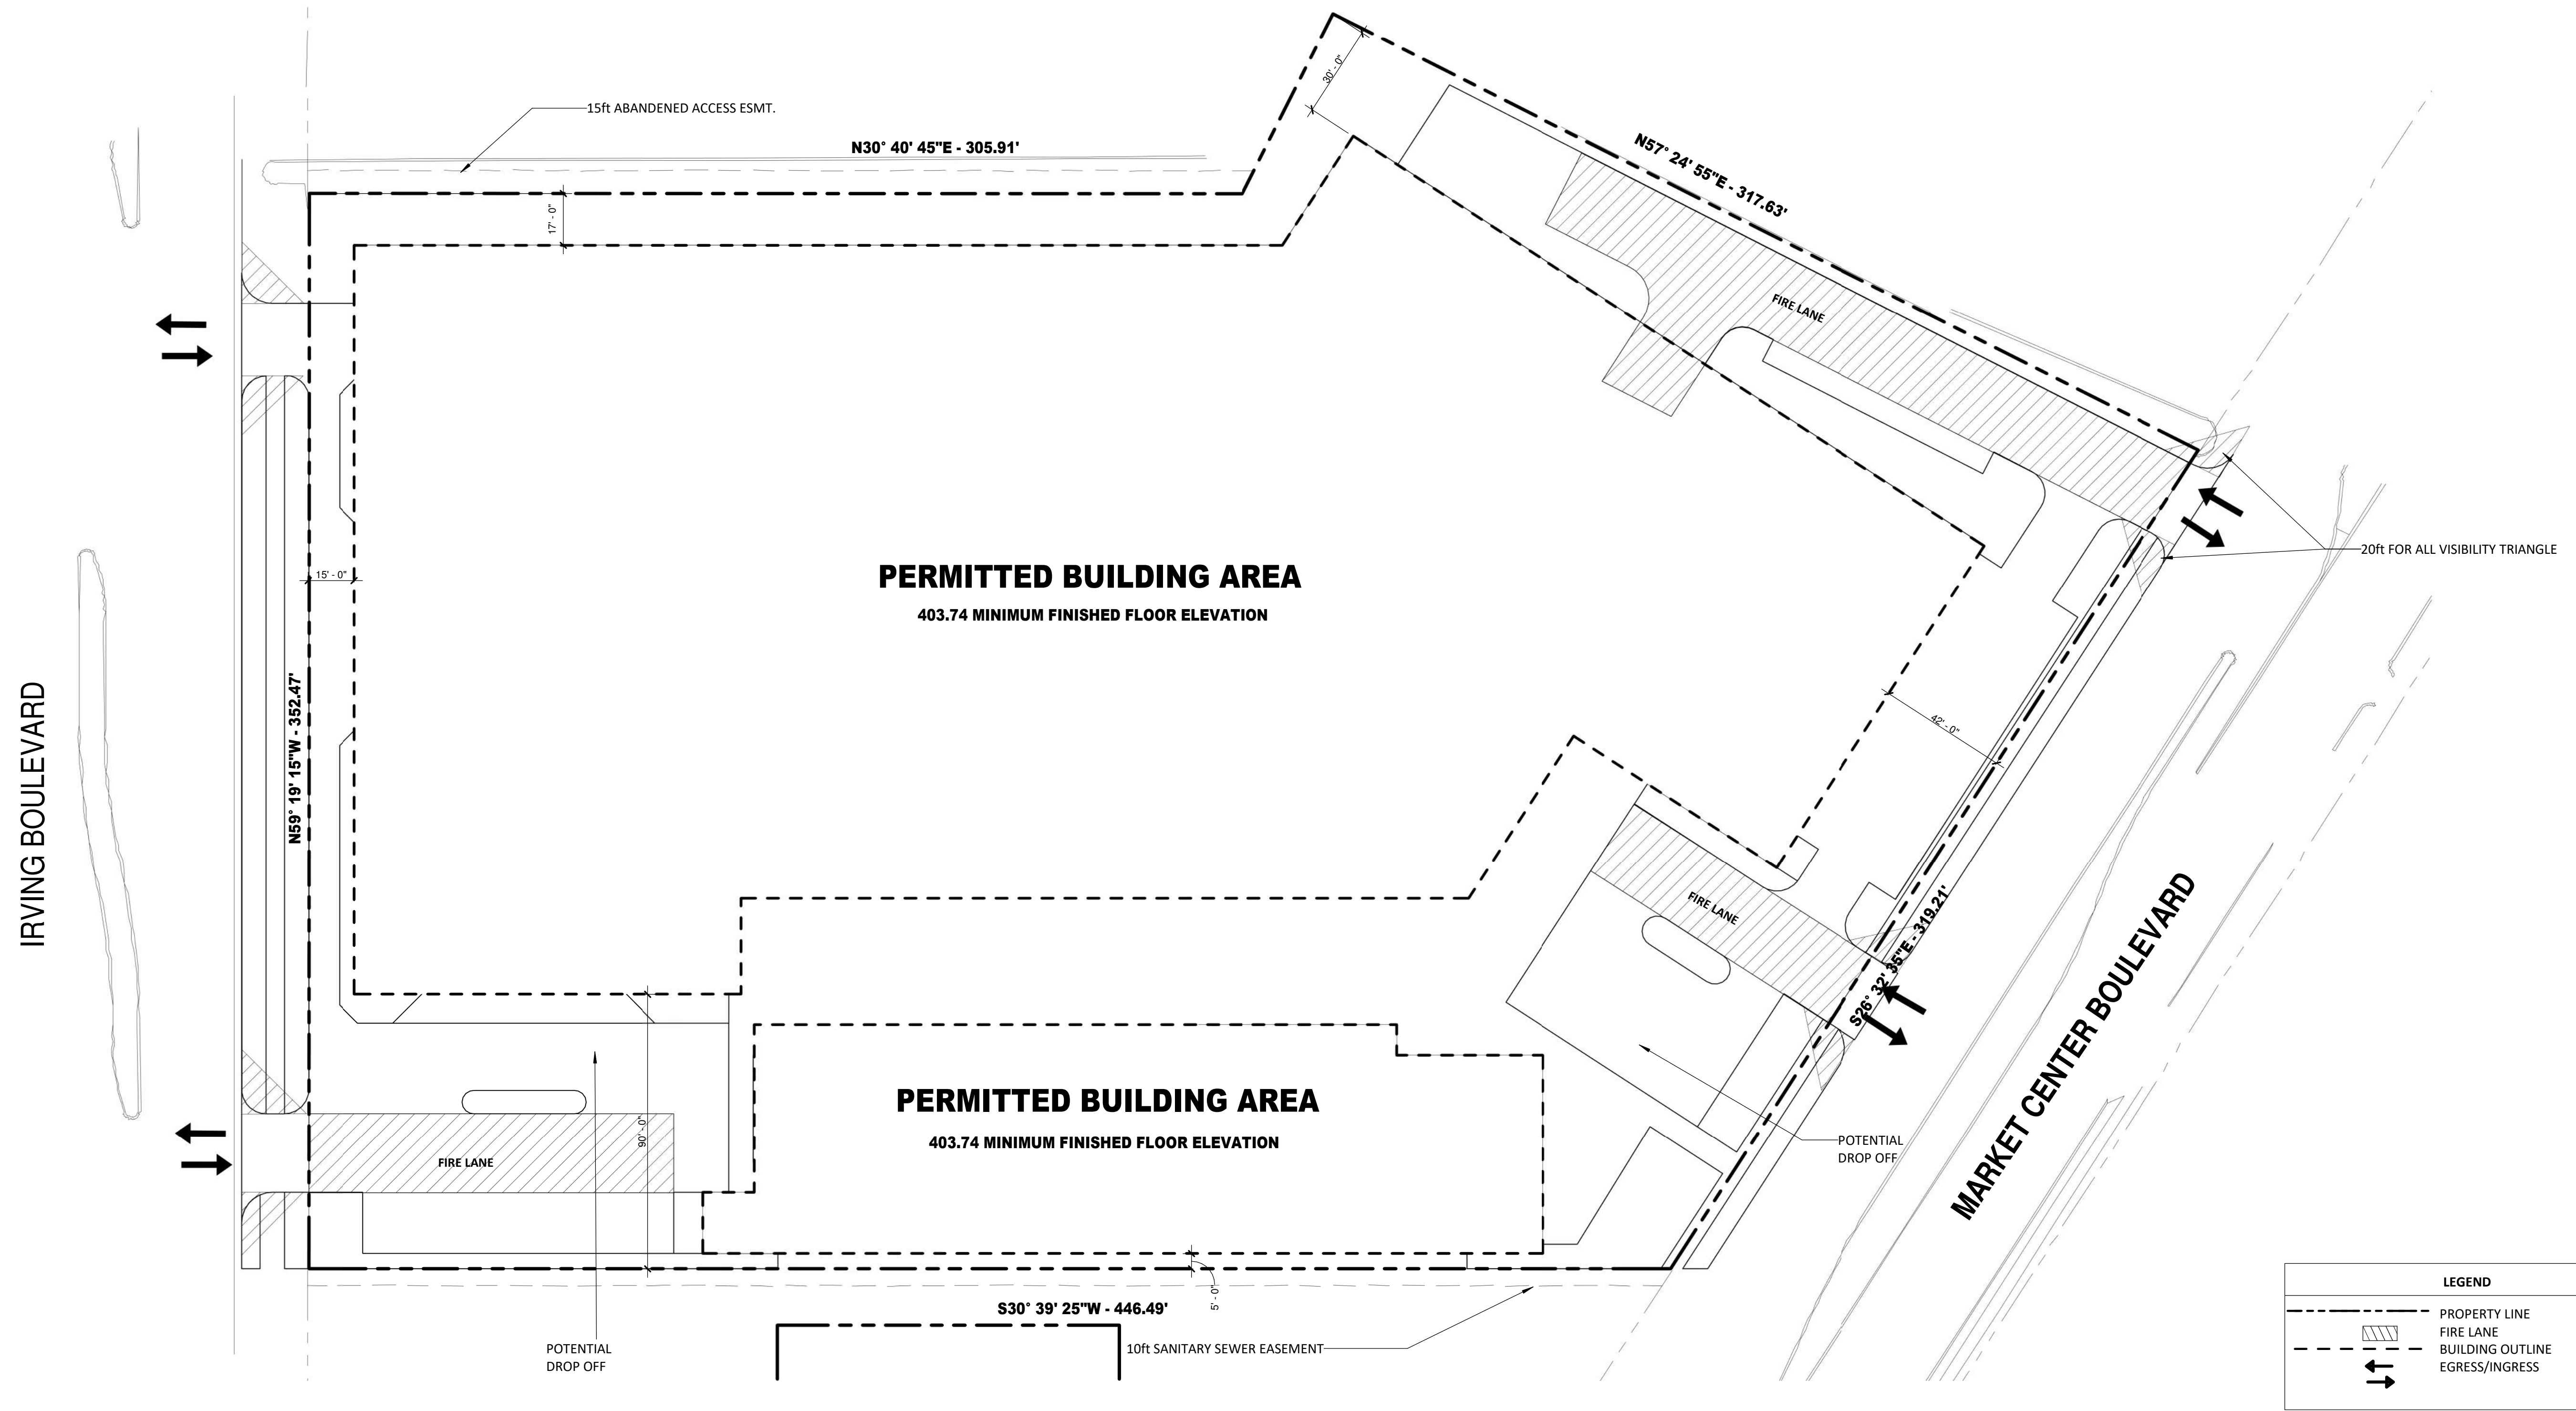 15ft ABANDENED ACCESS ESMT.
N30° 40' 45"E - 305.91'
30' - 0"
N57° 24' 55"E - 317.63'
17' - 0"
FIRE LANE
15' - 0"
PERMITTED BUILDING AREA
403.74 MINIMUM FINISHED FLOOR ELEVATION
20ft FOR ALL VISIBILITY TRIANGLE
IRVING BOULEVARD
N59° 19' 15"W - 352.47'
42' - 0"
FIRE LANE
S26° 32' 35"E - 319.21'
MARKET CENTER BOULEVARD
PERMITTED BUILDING AREA
403.74 MINIMUM FINISHED FLOOR ELEVATION
FIRE LANE
90' - 0"
POTENTIAL
DROP OFF
5' - 0"
S30° 39' 25"W - 446.49'
POTENTIAL
DROP OFF
10ft SANITARY SEWER EASEMENT
LEGEND
PROPERTY LINE
FIRE LANE
BUILDING OUTLINE
EGRESS/INGRESS